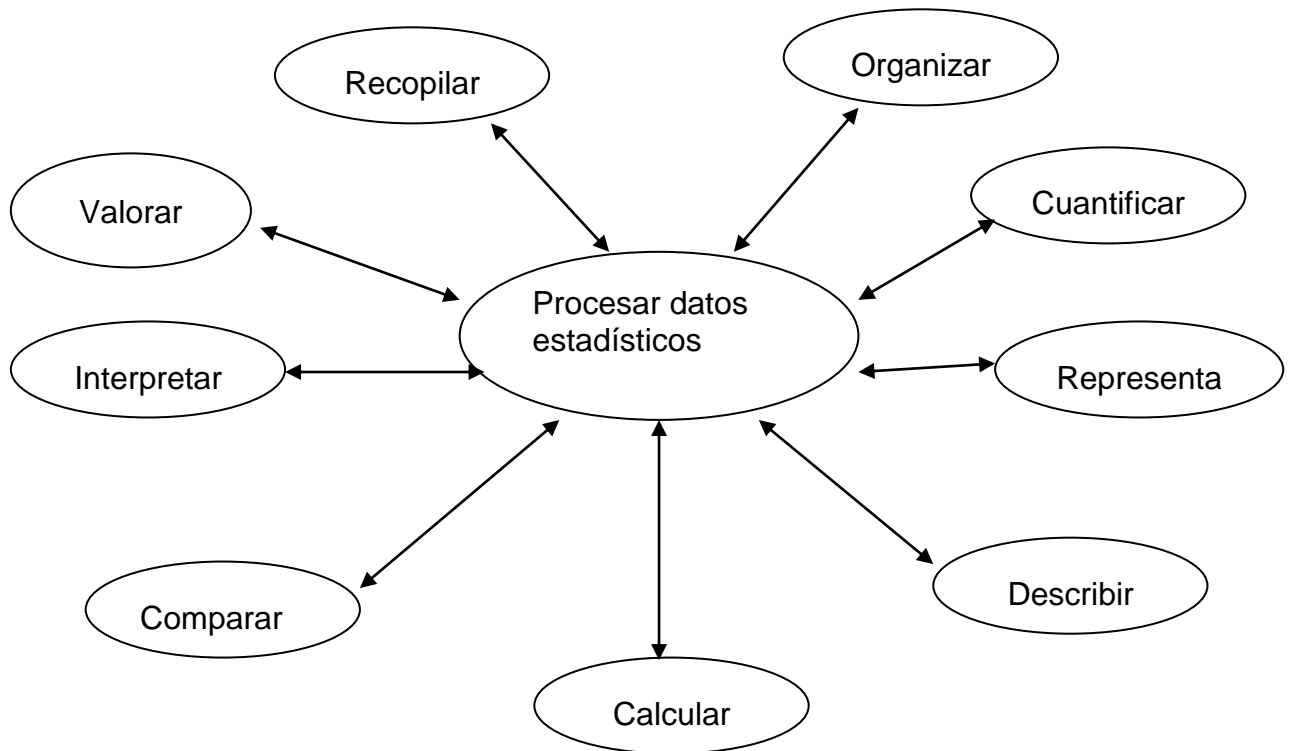 Recopilar
Organizar
Valorar
Cuantificar
Procesar datos
estadísticos
Interpretar
Representa
Comparar
Describir
Calcular